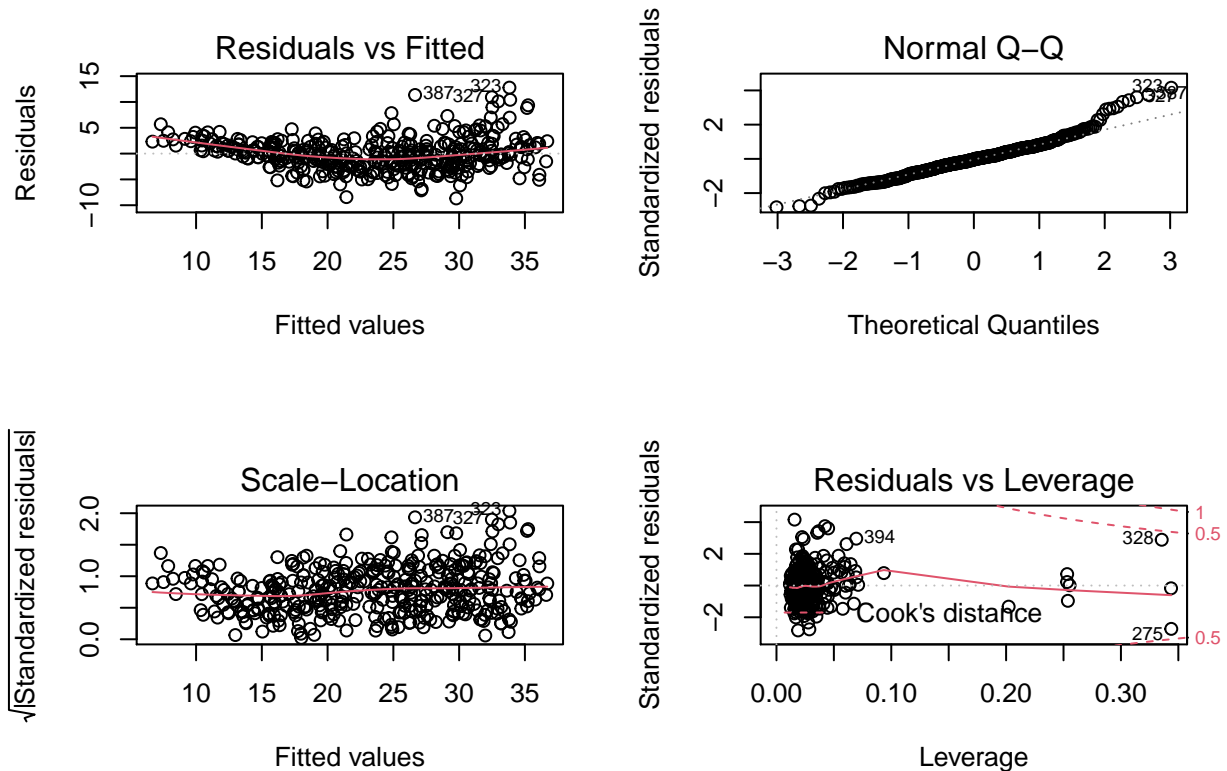 Residuals vs Fitted
Residuals
15
5
−10
323
387
327
10 15 20 25 30 35
Fitted values
Normal Q−Q
Standardized residuals
2
−2
323
387
327
−3 −2 −1 0 1 2 3
Theoretical Quantiles
Scale−Location
√|Standardized residuals|
2.0
1.0
0.0
323
387
327
10 15 20 25 30 35
Fitted values
Residuals vs Leverage
Standardized residuals
2
−2
1
0.5
0.5
394
328
275
Cook's distance
0.00 0.10 0.20 0.30
Leverage